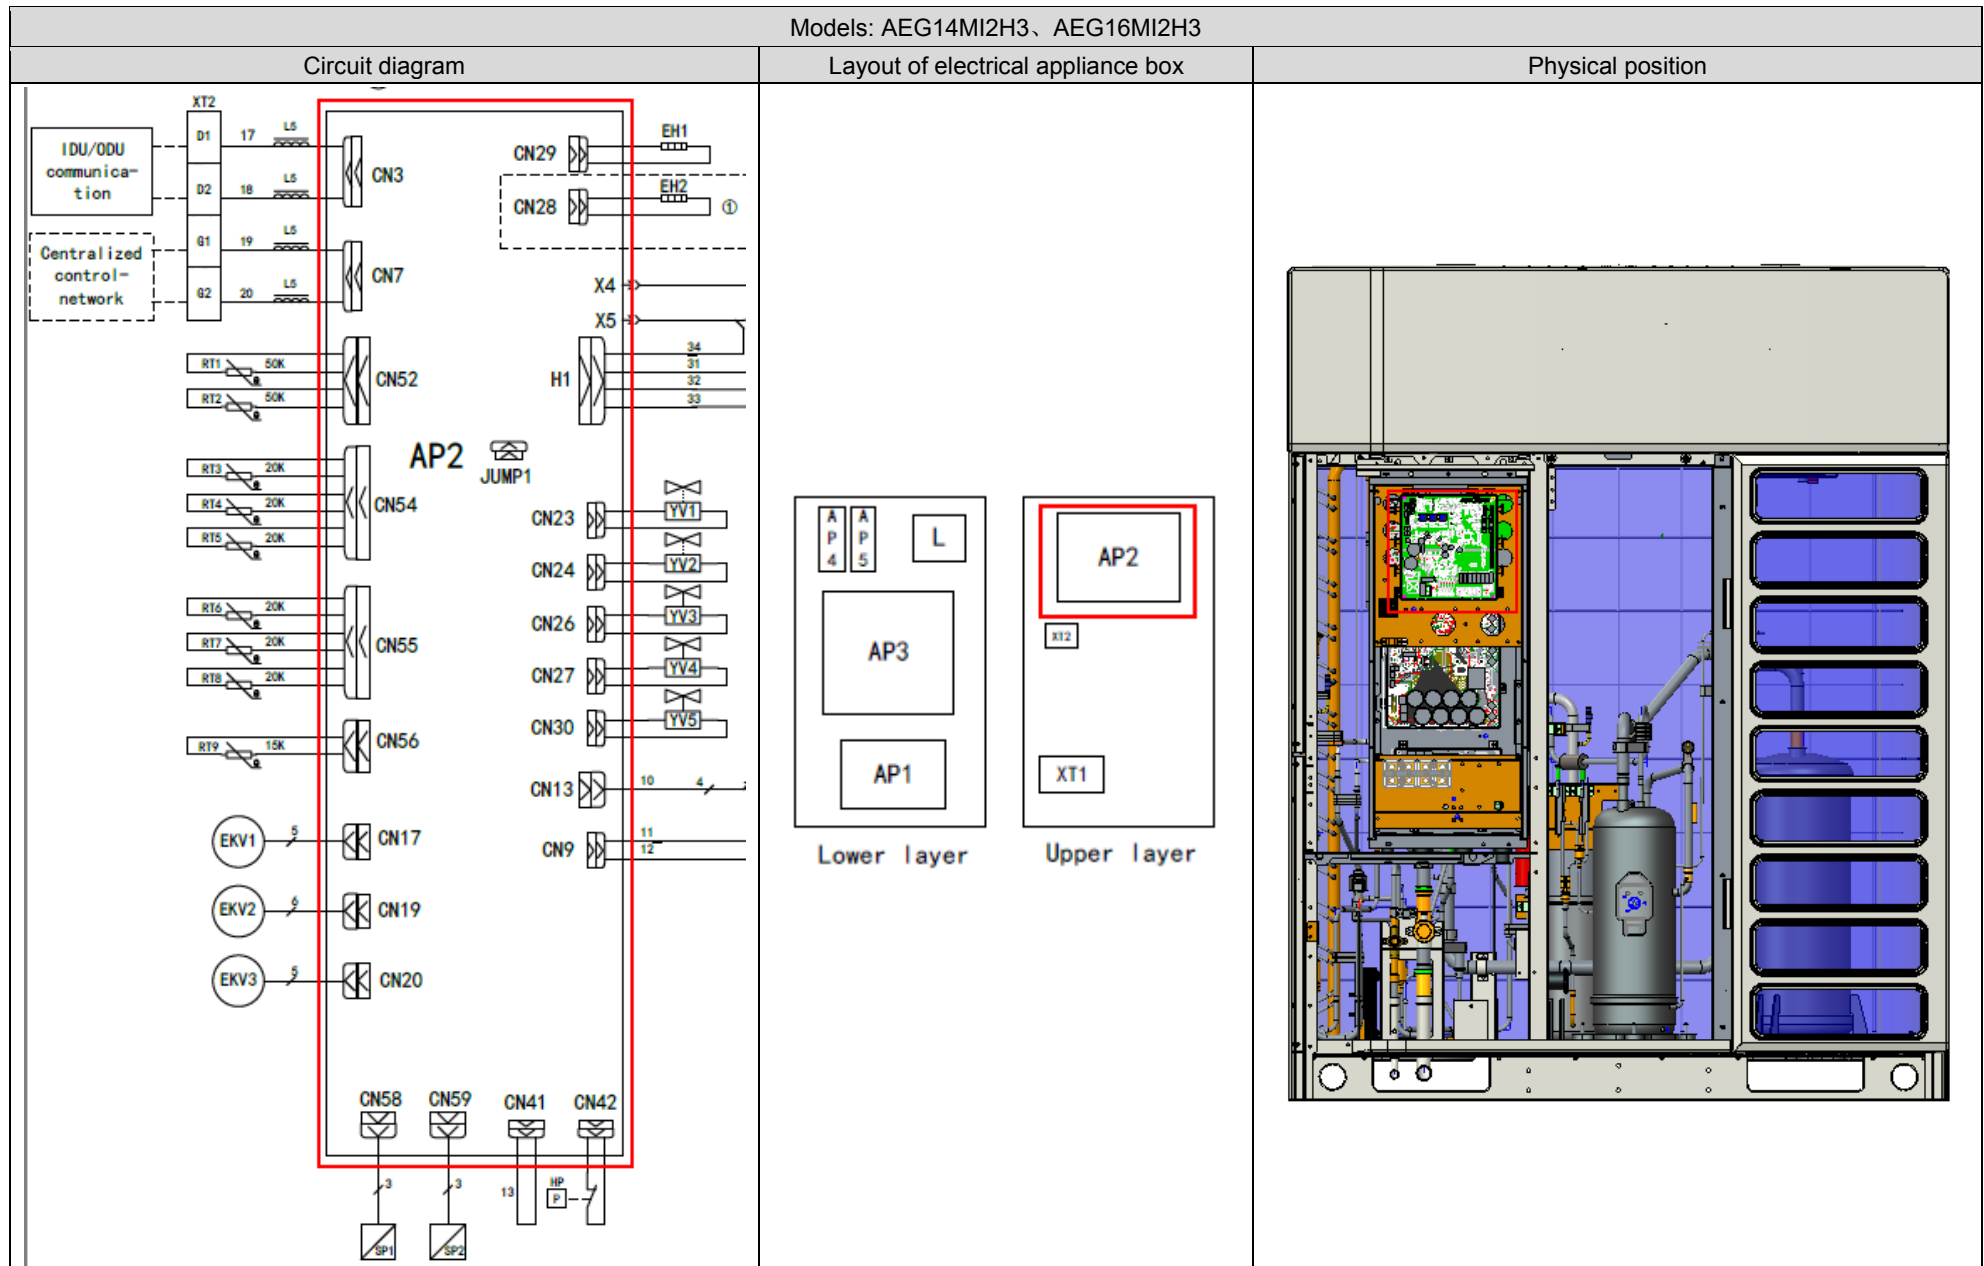 Models: AEG14MI2H3、AEG16MI2H3
Circuit diagram
Layout of electrical appliance box
Physical position
XT2
IDU/ODU
communica-
tion
D1
17
L5
D2
18
L5
Centralized
control-
network
G1
19
L5
G2
20
L5
CN3
CN7
CN29
EH1
CN28
EH2
①
X4
X5
H1
34
31
32
33
RT1
50K
RT2
50K
CN52
AP2
JUMP1
RT3
20K
RT4
20K
RT5
20K
CN54
RT6
20K
RT7
20K
RT8
20K
CN55
RT9
15K
CN56
CN23
YV1
CN24
YV2
CN26
YV3
CN27
YV4
CN30
YV5
CN13
10
4
CN9
11
12
EKV1
5
CN17
EKV2
6
CN19
EKV3
5
CN20
CN58
CN59
CN41
CN42
3
3
13
HP
P
SP1
SP2
AP4
AP5
L
AP3
AP1
Lower layer
AP2
XT2
XT1
Upper layer